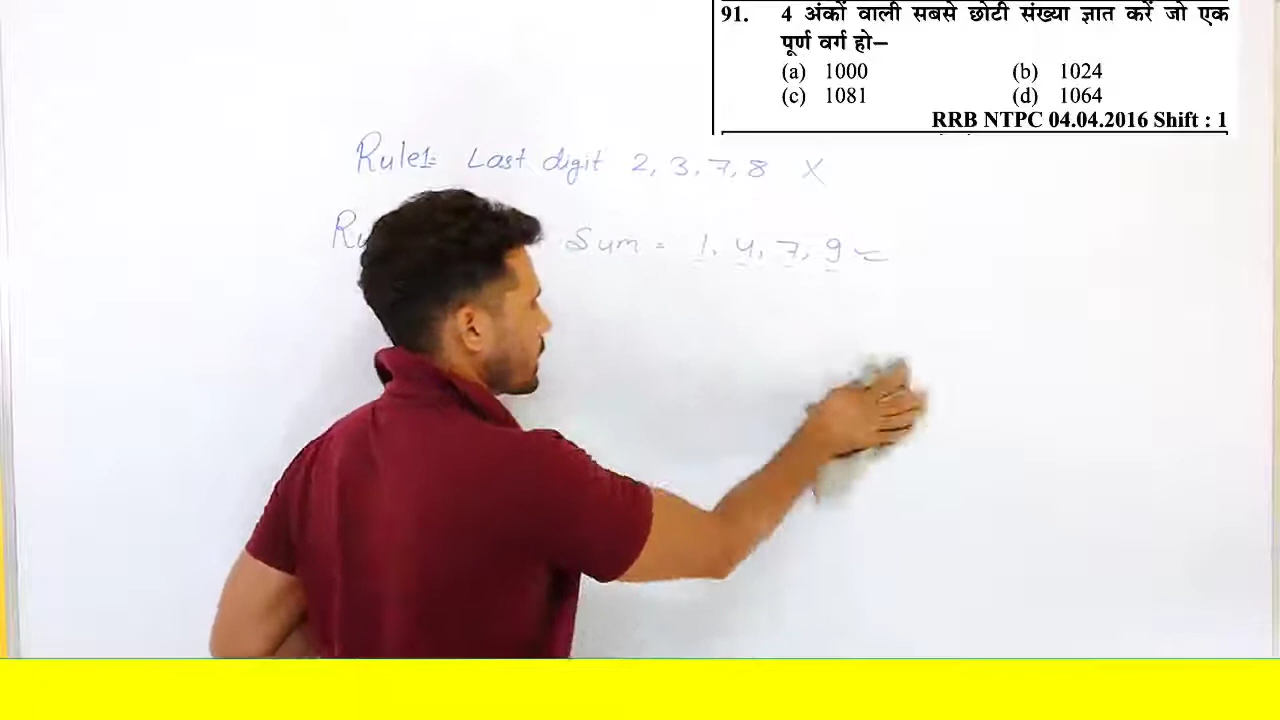 91. 4 अंकों वाली सबसे छोटी संख्या ज्ञात करें जो एक
पूर्ण वर्ग हो–
(a) 1000 (b) 1024
(c) 1081 (d) 1064
RRB NTPC 04.04.2016 Shift : 1
Rule1= Last digit 2, 3, 7, 8 X
Sum = 1, 4, 7, 9